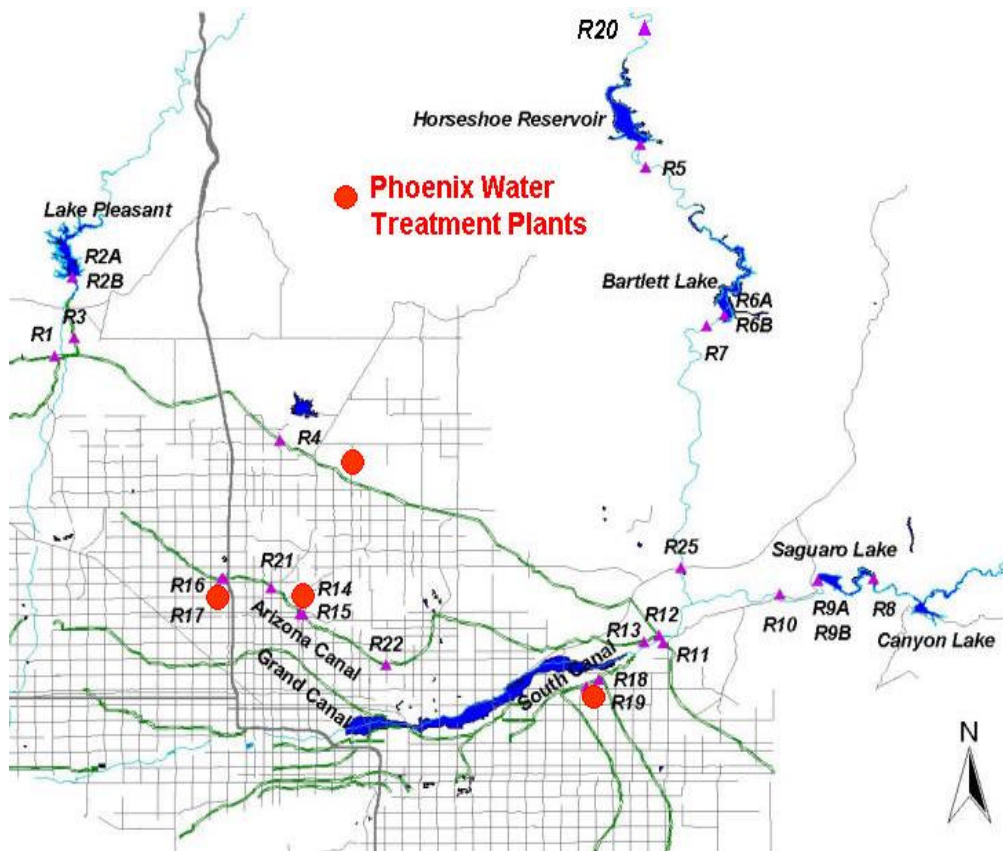 R20
Horseshoe Reservoir
R5
Phoenix Water
Treatment Plants
Lake Pleasant
R2A
R2B
Bartlett Lake
R6A
R6B
R3
R1
R7
R4
R25
Saguaro Lake
R21
R16
R14
R17
R15
R9A
R8
R10
R9B
Canyon Lake
R12
R13
R11
Arizona Canal
R22
Grand Canal
South Canal
R18
R19
N